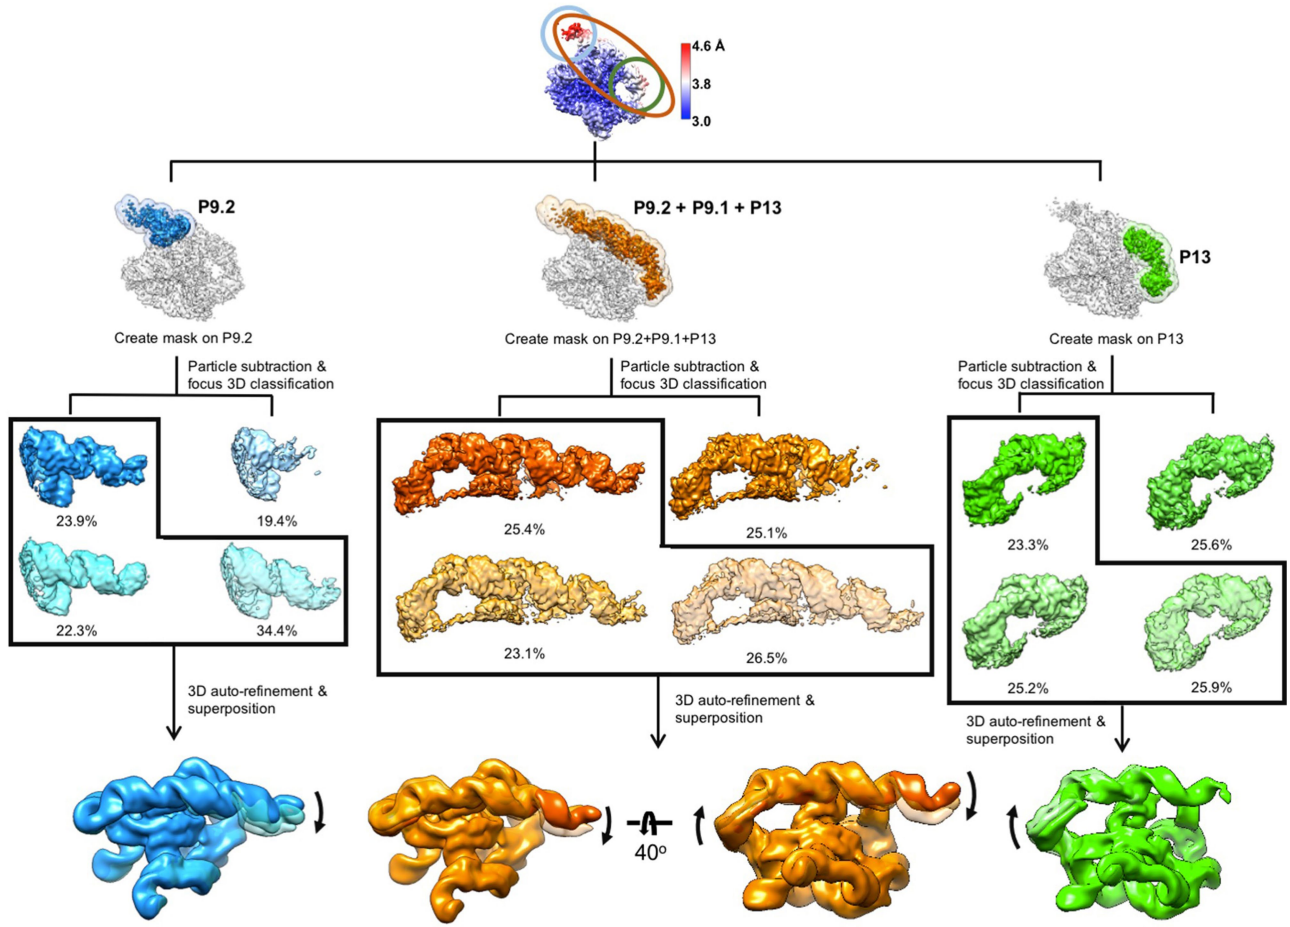 4.6 Å
3.8
3.0
P9.2
P9.2 + P9.1 + P13
P13
Create mask on P9.2
Create mask on P9.2+P9.1+P13
Create mask on P13
Particle subtraction &
focus 3D classification
Particle subtraction &
focus 3D classification
Particle subtraction &
focus 3D classification
23.9%
19.4%
22.3%
34.4%
25.4%
25.1%
23.1%
26.5%
23.3%
25.6%
25.2%
25.9%
3D auto-refinement &
superposition
3D auto-refinement &
superposition
3D auto-refinement &
superposition
40º